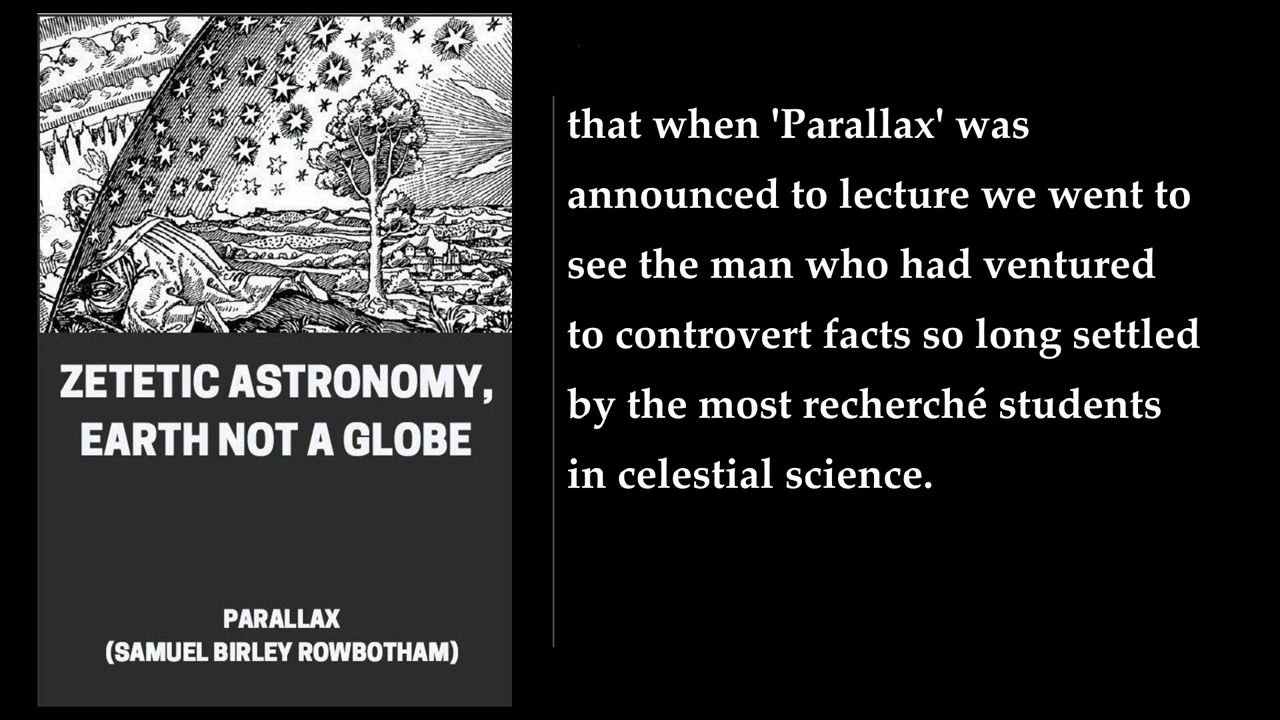 ZETETIC ASTRONOMY,
EARTH NOT A GLOBE
PARALLAX
(SAMUEL BIRLEY ROWBOTHAM)
that when 'Parallax' was
announced to lecture we went to
see the man who had ventured
to controvert facts so long settled
by the most recherché students
in celestial science.